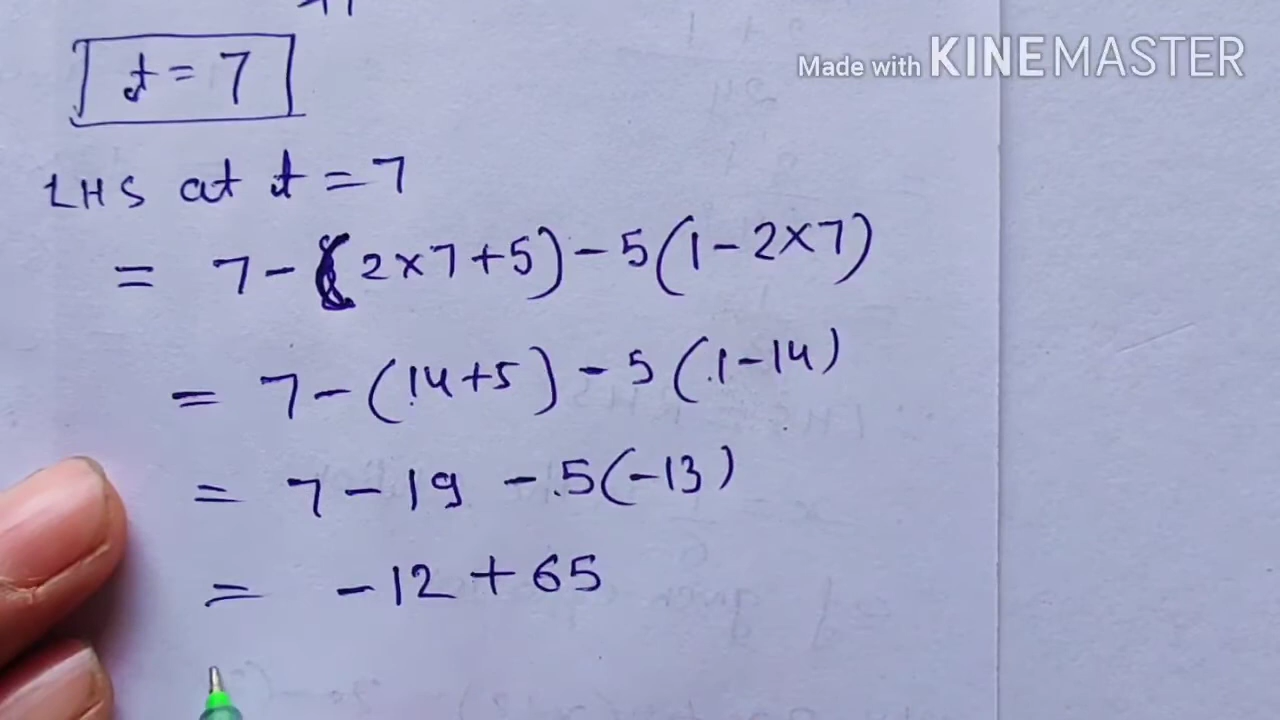 Made with KINEMASTER
t = 7
LHS at t = 7
= 7 - (2×7+5) - 5(1-2×7)
= 7 - (14+5) - 5(1-14)
= 7 - 19 - 5(-13)
= -12 + 65